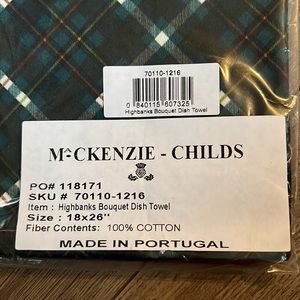 70110-1216
0 840115 607325
Highbanks Bouquet Dish Towel
MᴬᶜCKENZIE - CHILDS
PO# 118171
SKU # 70110-1216
Item : Highbanks Bouquet Dish Towel
Size : 18x26"
Fiber Contents: 100% COTTON
MADE IN PORTUGAL